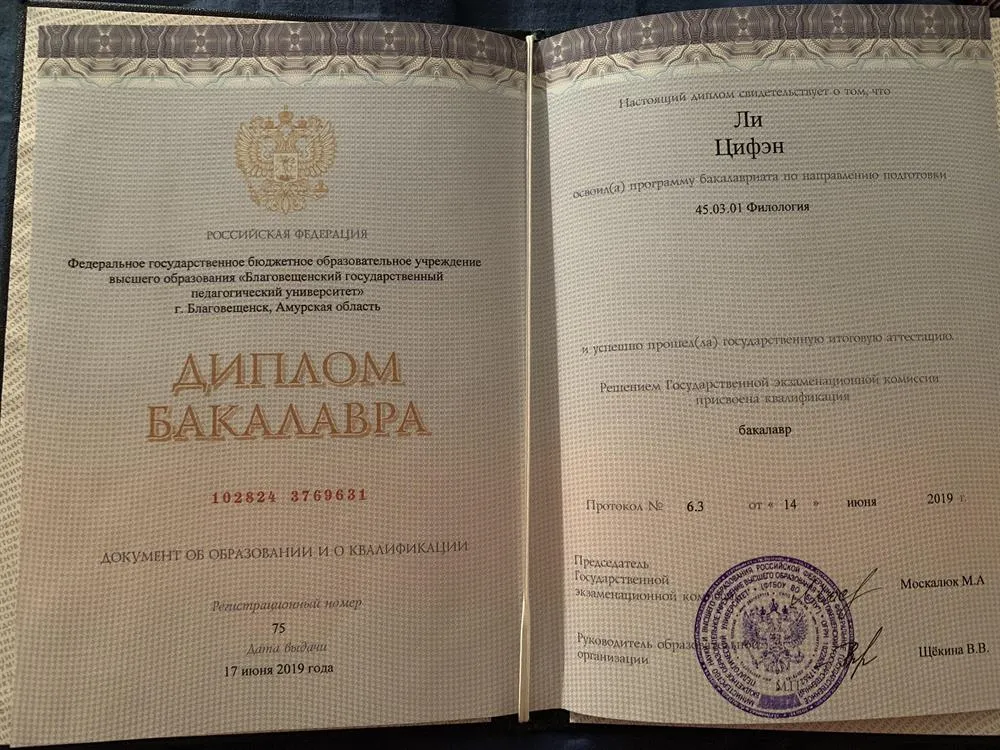 РОССИЙСКАЯ ФЕДЕРАЦИЯ
Федеральное государственное бюджетное образовательное учреждение
высшего образования «Благовещенский государственный
педагогический университет»
г. Благовещенск, Амурская область
ДИПЛОМ
БАКАЛАВРА
102824 3769631
ДОКУМЕНТ ОБ ОБРАЗОВАНИИ И О КВАЛИФИКАЦИИ
Регистрационный номер
75
Дата выдачи
17 июня 2019 года
Настоящий диплом свидетельствует о том, что
Ли
Цифэн
освоил(а) программу бакалавриата по направлению подготовки
45.03.01 Филология
и успешно прошел(ла) государственную итоговую аттестацию
Решением Государственной экзаменационной комиссии
присвоена квалификация
бакалавр
Протокол № 6.3 от « 14 » июня 2019 г.
Председатель
Государственной
экзаменационной ком
Москалюк М.А
Руководитель образовательной
организации
Щёкина В.В.